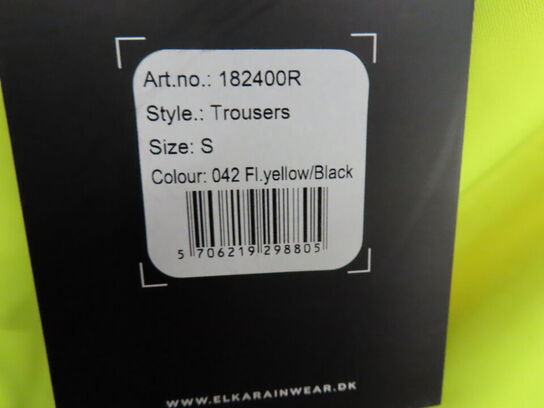 Art.no.: 182400R
Style.: Trousers
Size: S
Colour: 042 Fl.yellow/Black
5 706219 298805
WWW.ELKARAINWEAR.DK